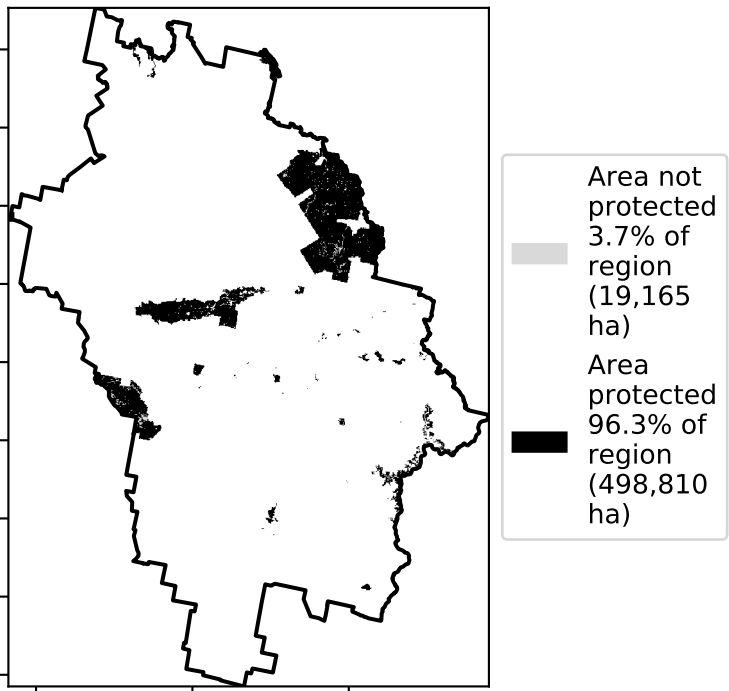 Area not
protected
3.7% of
region
(19,165
ha)
Area
protected
96.3% of
region
(498,810
ha)